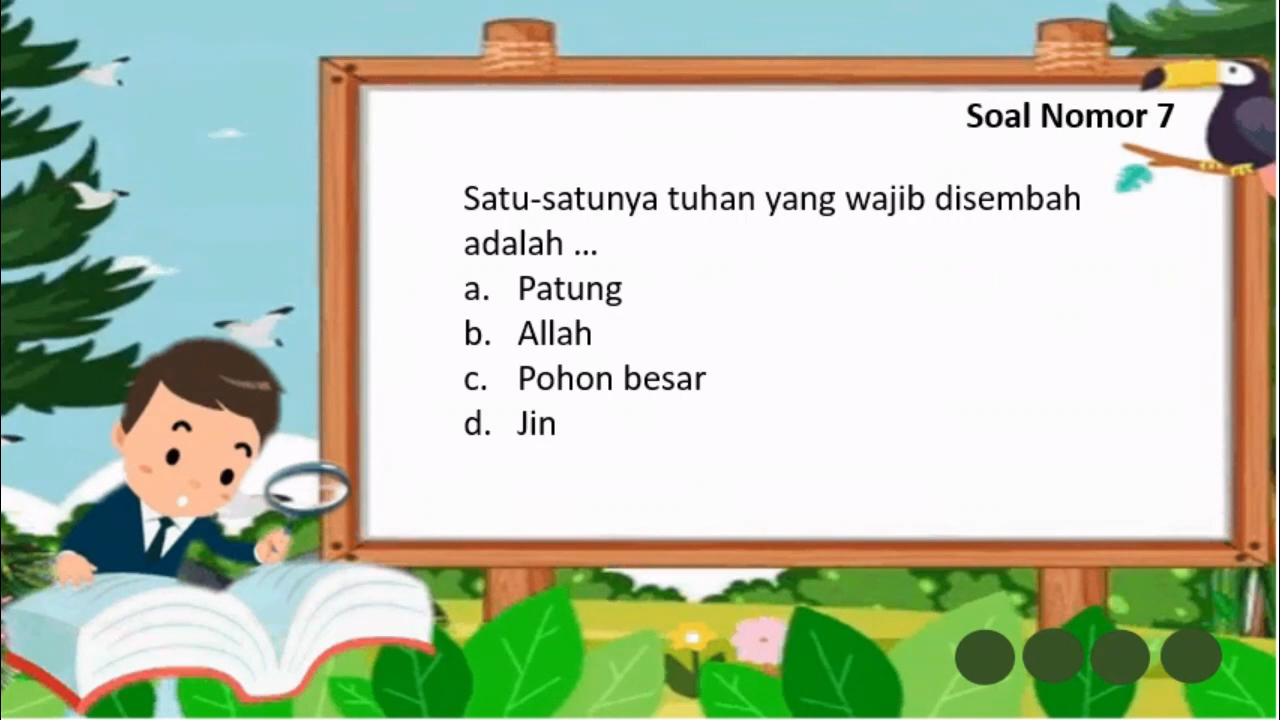 Soal Nomor 7
Satu-satunya tuhan yang wajib disembah
adalah ...
a. Patung
b. Allah
c. Pohon besar
d. Jin